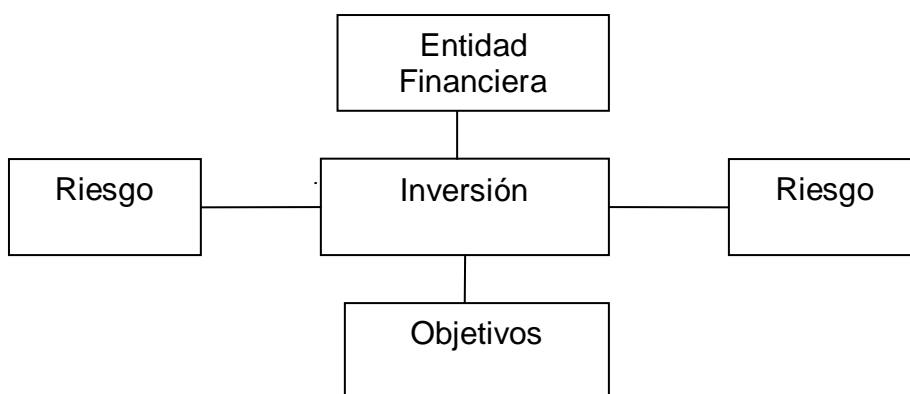 Entidad
Financiera
Riesgo
Inversión
Riesgo
Objetivos